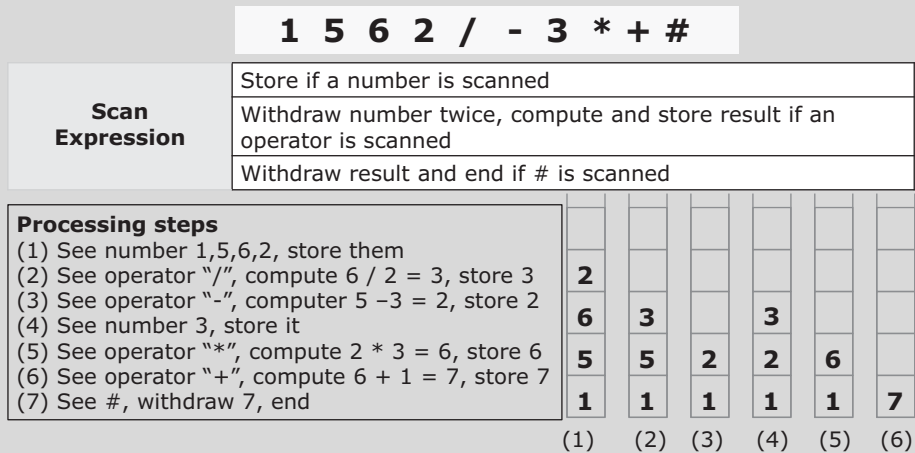 1 5 6 2 / - 3 * + #
Scan
Expression
Store if a number is scanned
Withdraw number twice, compute and store result if an
operator is scanned
Withdraw result and end if # is scanned
Processing steps
(1) See number 1,5,6,2, store them
(2) See operator “/”, compute 6 / 2 = 3, store 3
(3) See operator “-”, computer 5 –3 = 2, store 2
(4) See number 3, store it
(5) See operator “*”, compute 2 * 3 = 6, store 6
(6) See operator “+”, compute 6 + 1 = 7, store 7
(7) See #, withdraw 7, end
2
6 3 3
5 5 2 2 6
1 1 1 1 1 7
(1) (2) (3) (4) (5) (6)